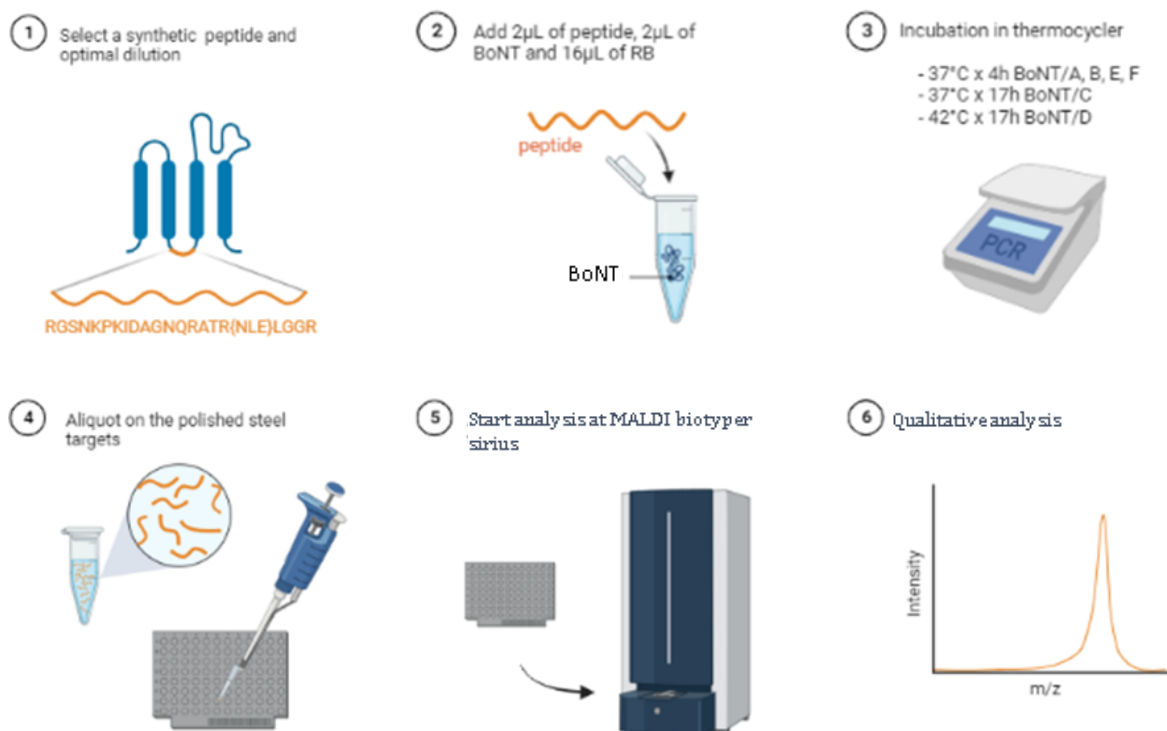 1
Select a synthetic peptide and
optimal dilution
RGSNKPKIDAGNQRATR{NLE}LGGR
2
Add 2µL of peptide, 2µL of
BoNT and 16µL of RB
peptide
BoNT
3
Incubation in thermocycler
- 37°C x 4h BoNT/A, B, E, F
- 37°C x 17h BoNT/C
- 42°C x 17h BoNT/D
PCR
4
Aliquot on the polished steel
targets
5
Start analysis at MALDI biotyper
sirius
6
Qualitative analysis
Intensity
m/z